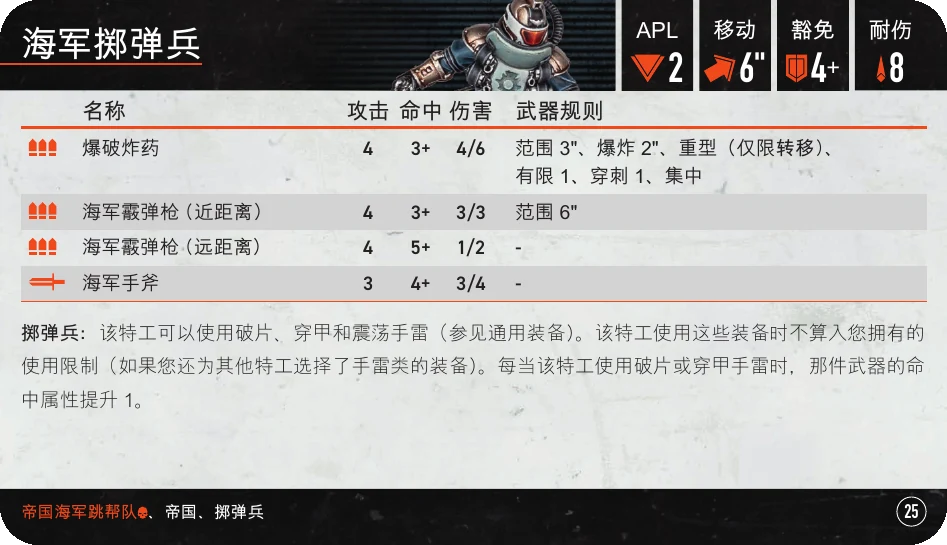 海军掷弹兵
APL 移动 豁免 耐伤
2 6" 4+ 8
名称 攻击 命中 伤害 武器规则
爆破炸药 4 3+ 4/6 范围 3"、爆炸 2"、重型（仅限转移）、
有限 1、穿刺 1、集中
海军霰弹枪（近距离） 4 3+ 3/3 范围 6"
海军霰弹枪（远距离） 4 5+ 1/2 -
海军手斧 3 4+ 3/4 -
掷弹兵：该特工可以使用破片、穿甲和震荡手雷（参见通用装备）。该特工使用这些装备时不算入您拥有的
使用限制（如果您还为其他特工选择了手雷类的装备）。每当该特工使用破片或穿甲手雷时，那件武器的命
中属性提升 1。
帝国海军跳帮队、帝国、掷弹兵
25